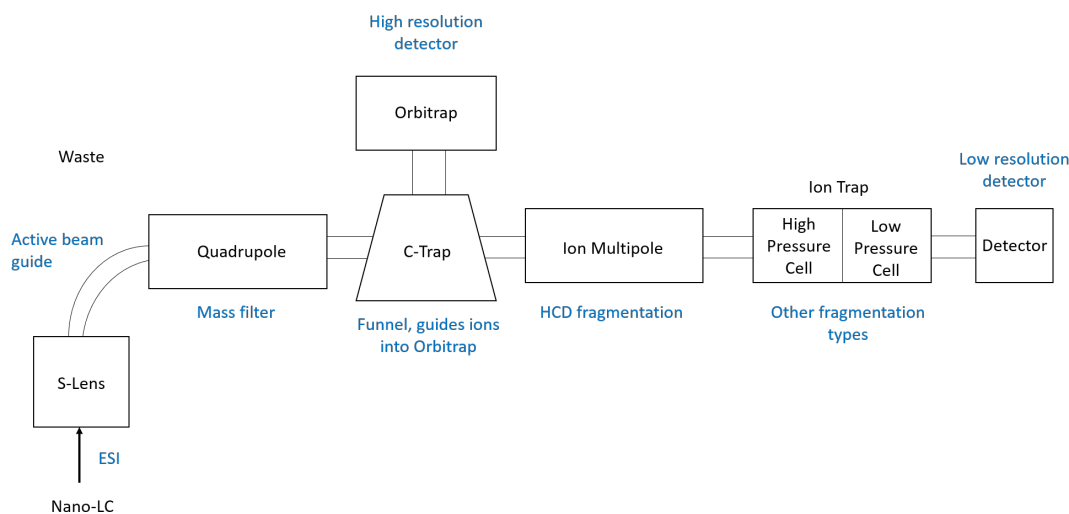 High resolution
detector
Orbitrap
Waste
Low resolution
detector
Ion Trap
Active beam
guide
Quadrupole
C-Trap
Ion Multipole
High
Pressure
Cell
Low
Pressure
Cell
Detector
Mass filter
Funnel, guides ions
into Orbitrap
HCD fragmentation
Other fragmentation
types
S-Lens
ESI
Nano-LC